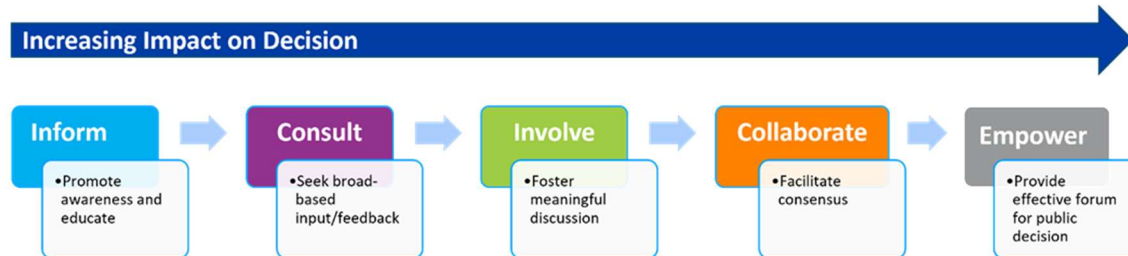 Increasing Impact on Decision
Inform
•Promote
awareness and
educate
Consult
•Seek broad-
based
input/feedback
Involve
•Foster
meaningful
discussion
Collaborate
•Facilitate
consensus
Empower
•Provide
effective forum
for public
decision